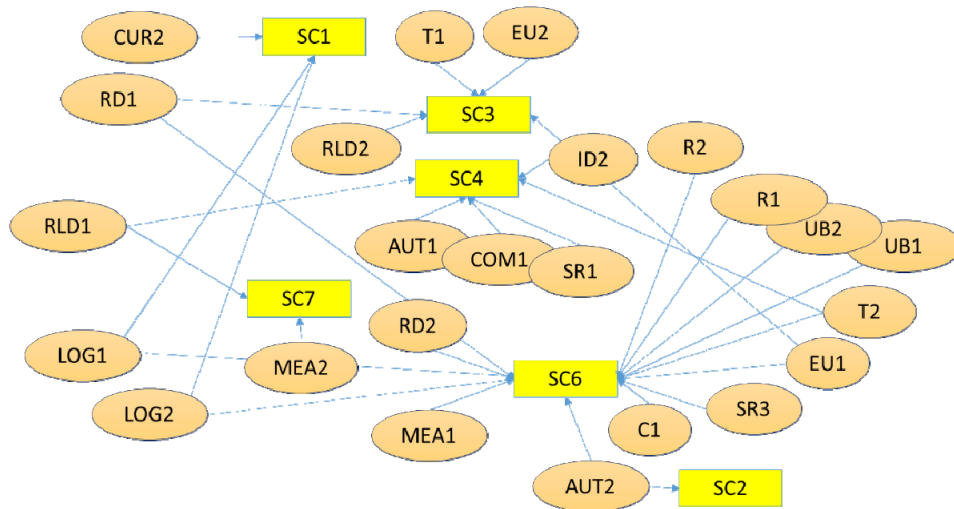 CUR2
SC1
T1
EU2
RD1
SC3
RLD2
ID2
R2
SC4
RLD1
R1
UB2
UB1
AUT1
COM1
SR1
SC7
RD2
T2
LOG1
MEA2
EU1
SC6
LOG2
SR3
MEA1
C1
AUT2
SC2